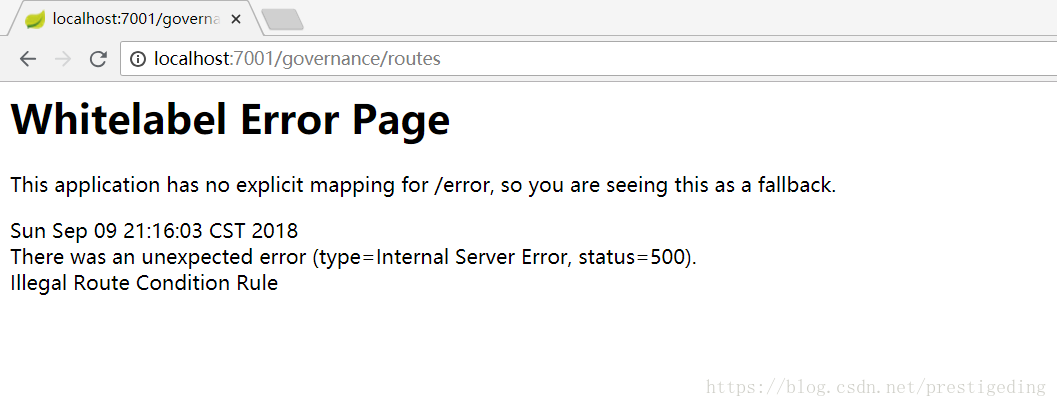 localhost:7001/governa
localhost:7001/governance/routes
Whitelabel Error Page
This application has no explicit mapping for /error, so you are seeing this as a fallback.
Sun Sep 09 21:16:03 CST 2018
There was an unexpected error (type=Internal Server Error, status=500).
Illegal Route Condition Rule
https://blog.csdn.net/prestigeding